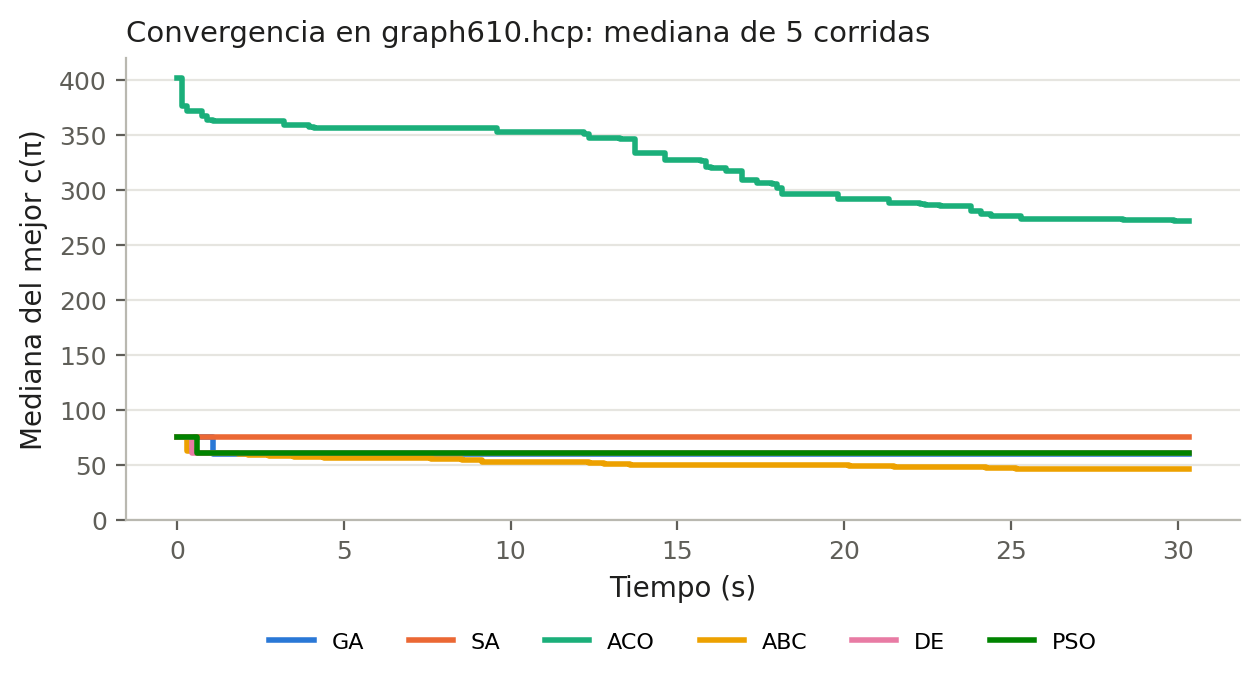 Convergencia en graph610.hcp: mediana de 5 corridas
Mediana del mejor c(π)
400
350
300
250
200
150
100
50
0
0 5 10 15 20 25 30
Tiempo (s)
GA SA ACO ABC DE PSO